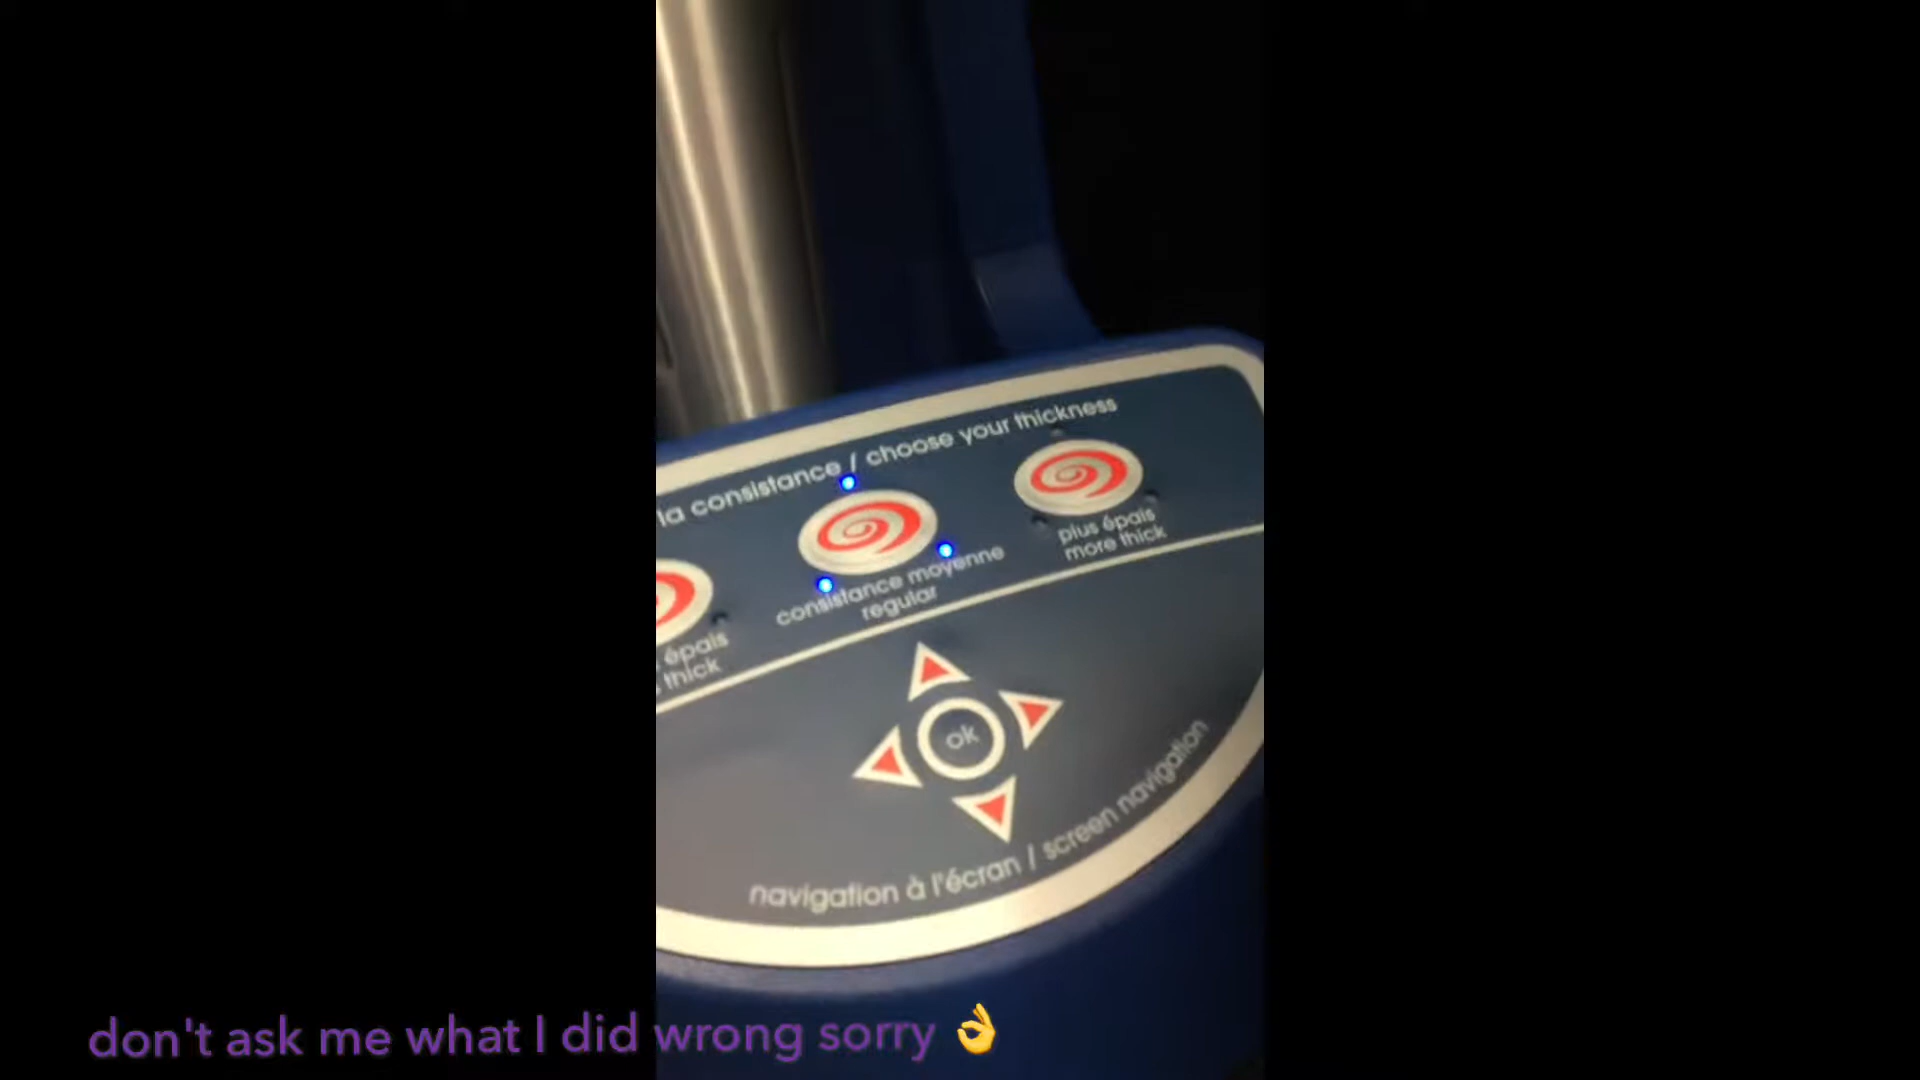 la consistance / choose your thickness
épais
thick
consistance moyenne
regular
plus épais
more thick
ok
navigation à l'écran / screen navigation
don't ask me what I did wrong sorry 👌